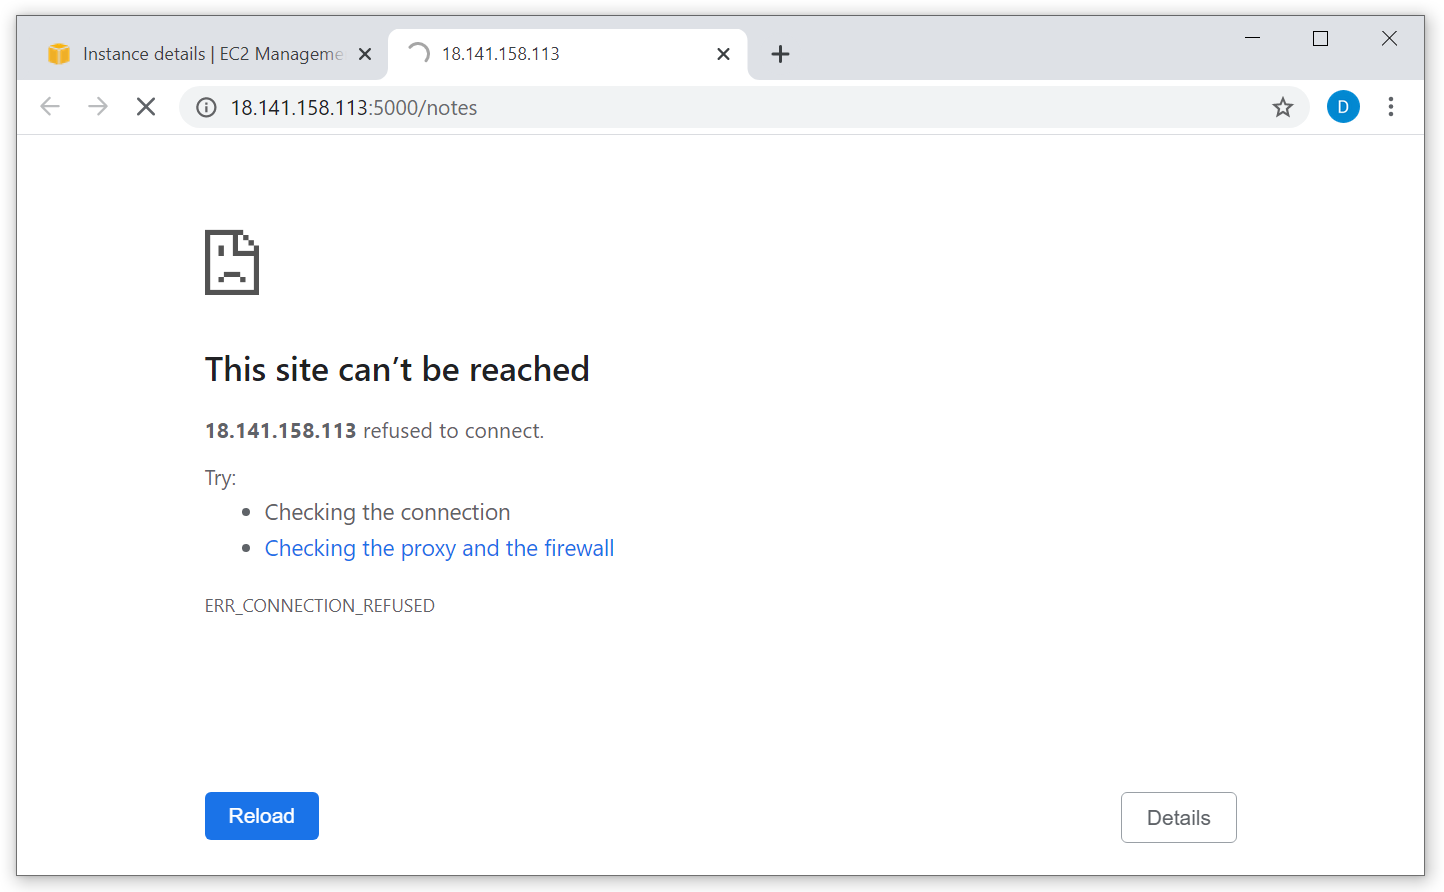 Instance details | EC2 Manageme
18.141.158.113
18.141.158.113:5000/notes
D
This site can’t be reached
18.141.158.113 refused to connect.
Try:
Checking the connection
Checking the proxy and the firewall
ERR_CONNECTION_REFUSED
Reload
Details